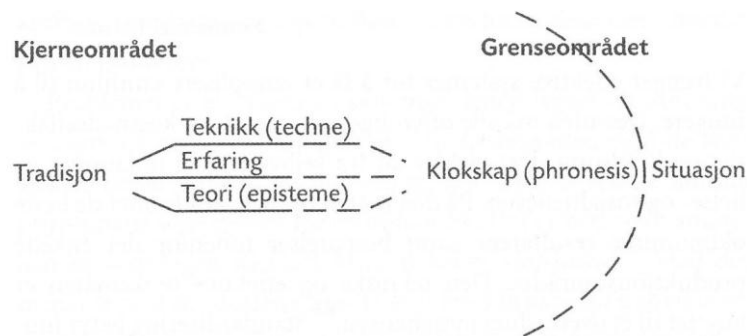 Kjerneområdet
Grenseområdet
Teknikk (techne)
Erfaring
Tradisjon
Klokskap (phronesis)
Situasjon
Teori (episteme)